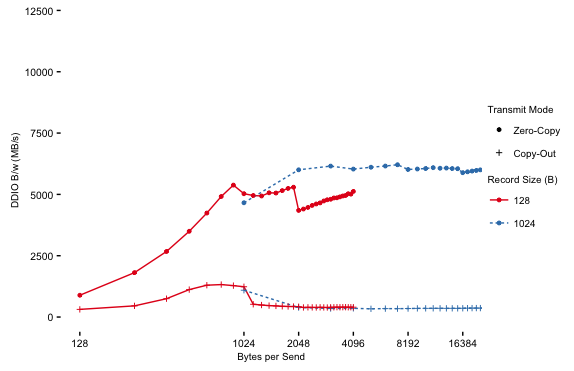 12500
10000
7500
5000
2500
0
DDIO B/w (MB/s)
128
1024
2048
4096
8192
16384
Bytes per Send
Transmit Mode
Zero-Copy
Copy-Out
Record Size (B)
128
1024